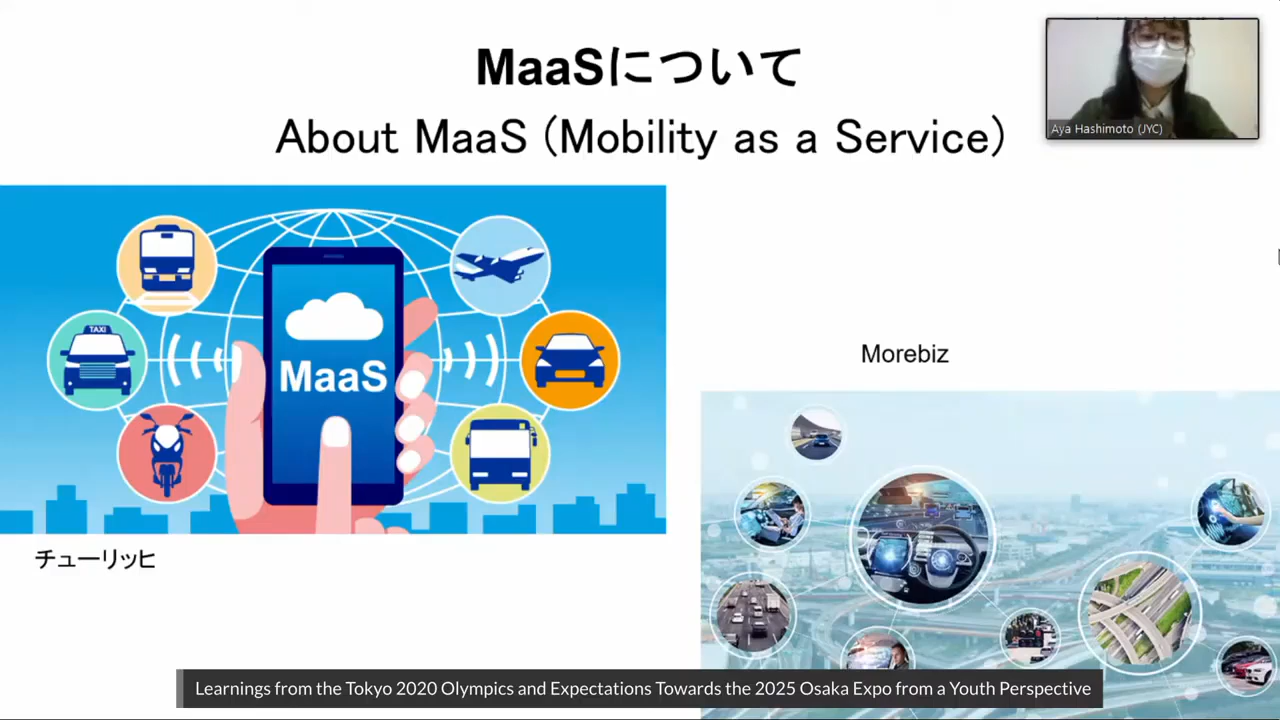 MaaSについて
About MaaS (Mobility as a Service)
Aya Hashimoto (JYC)
TAXI
MaaS
Morebiz
チューリッヒ
Learnings from the Tokyo 2020 Olympics and Expectations Towards the 2025 Osaka Expo from a Youth Perspective